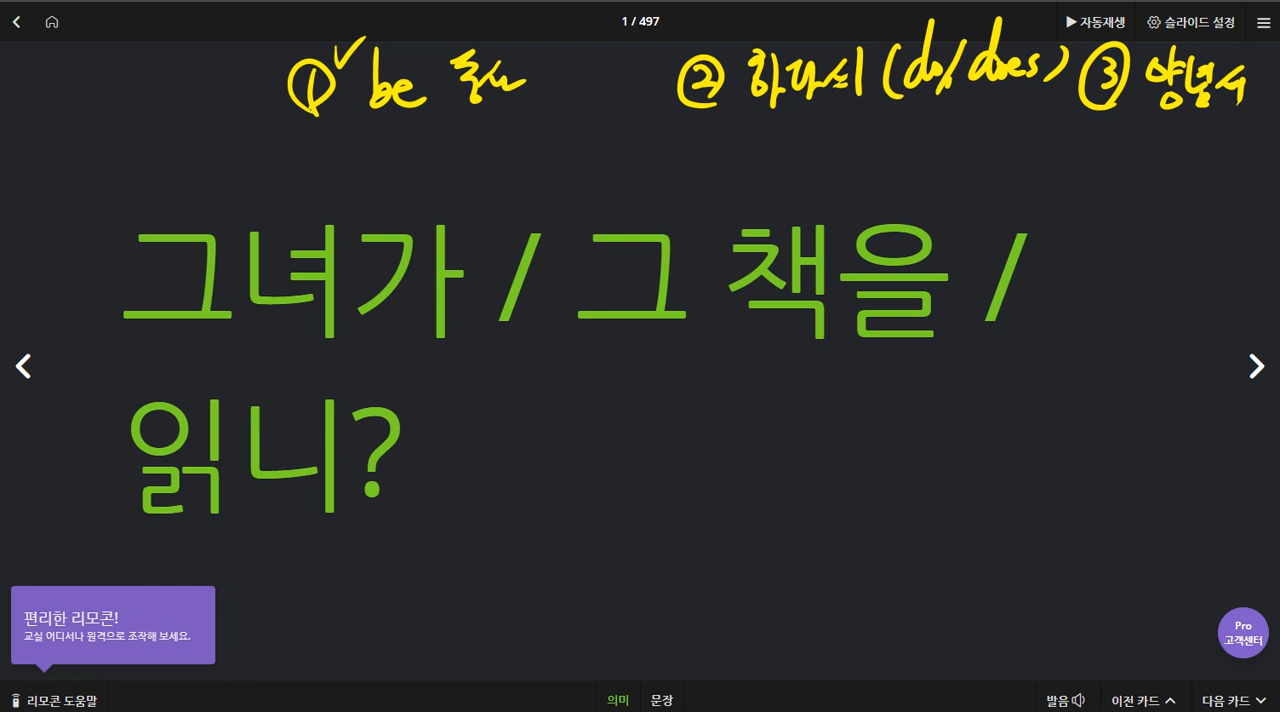 1 / 497
자동재생
슬라이드 설정
① be 동사
② 하다씨 (do/does)
③
그녀가 / 그 책을 /
읽니?
편리한 리모콘!
교실 어디서나 원격으로 조작해 보세요.
Pro
고객센터
리모콘 도움말
의미
문장
발음
이전 카드
다음 카드